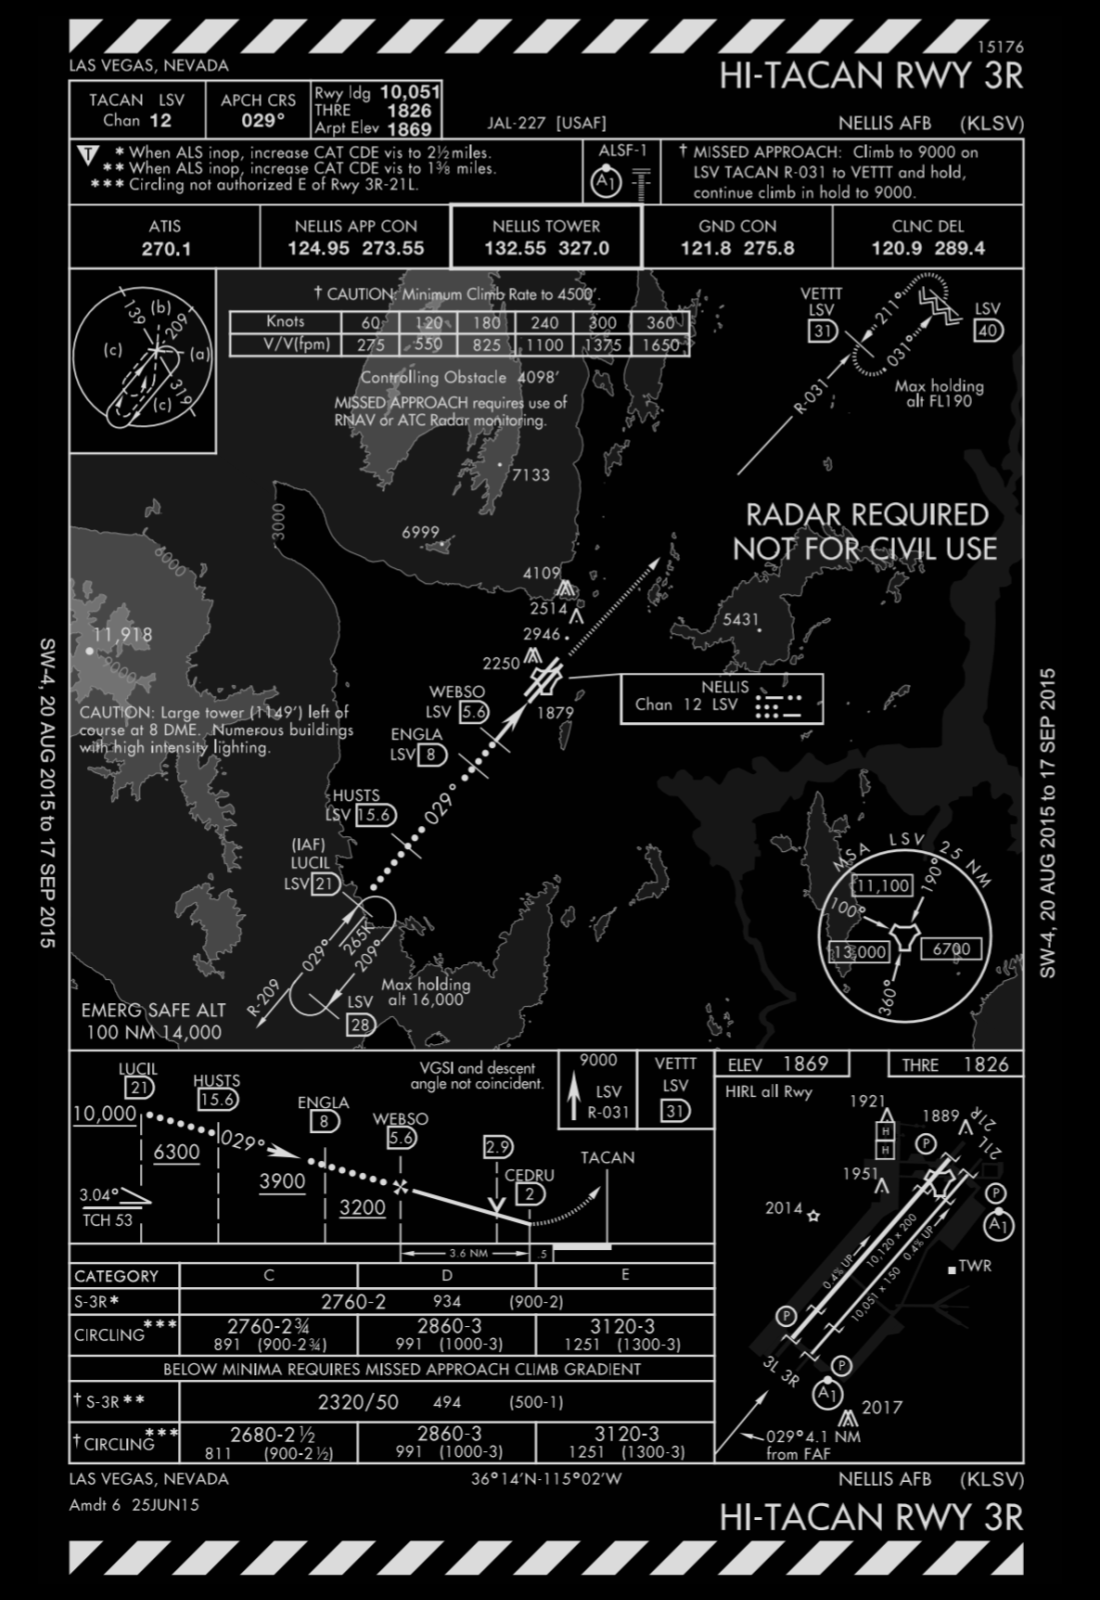 15176
LAS VEGAS, NEVADA
HI-TACAN RWY 3R
TACAN LSV
Chan 12
APCH CRS
029°
Rwy ldg 10,051
THRE 1826
Arpt Elev 1869
JAL-227 [USAF]
NELLIS AFB (KLSV)
T
* When ALS inop, increase CAT CDE vis to 2½ miles.
** When ALS inop, increase CAT CDE vis to 1⅜ miles.
*** Circling not authorized E of Rwy 3R-21L.
ALSF-1
A1
† MISSED APPROACH: Climb to 9000 on
LSV TACAN R-031 to VETTT and hold,
continue climb in hold to 9000.
ATIS
270.1
NELLIS APP CON
124.95 273.55
NELLIS TOWER
132.55 327.0
GND CON
121.8 275.8
CLNC DEL
120.9 289.4
139
(b)
209
(a)
(c)
319
(c)
† CAUTION: Minimum Climb Rate to 4500'.
Knots 60 120 180 240 300 360
V/V(fpm) 275 550 825 1100 1375 1650
Controlling Obstacle 4098'
MISSED APPROACH requires use of
RNAV or ATC Radar monitoring.
VETTT
LSV
31
211°
031°
LSV
40
R-031
Max holding
alt FL190
7133
3000
6999
RADAR REQUIRED
NOT FOR CIVIL USE
6000
4109
2514
2946
2250
5431
11,918
9000
NELLIS
Chan 12 LSV
1879
WEBSO
LSV 5.6
ENGLA
LSV 8
CAUTION: Large tower (1149') left of
course at 8 DME. Numerous buildings
with high intensity lighting.
029°
HUSTS
LSV 15.6
(IAF)
LUCIL
LSV 21
029°
265K
209°
R-209
LSV
28
Max holding
alt 16,000
MSA LSV 25 NM
11,100
190°
100°
13,000
6700
360°
EMERG SAFE ALT
100 NM 14,000
SW-4, 20 AUG 2015 to 17 SEP 2015
SW-4, 20 AUG 2015 to 17 SEP 2015
LUCIL
21
HUSTS
15.6
ENGLA
8
WEBSO
5.6
2.9
CEDRU
2
TACAN
VGSI and descent
angle not coincident.
9000
LSV
R-031
VETTT
LSV
31
10,000
6300
029°
3900
3200
3.04°
TCH 53
3.6 NM
.5
CATEGORY C D E
S-3R* 2760-2 934 (900-2)
CIRCLING*** 2760-2¾ 2860-3 3120-3
891 (900-2¾) 991 (1000-3) 1251 (1300-3)
BELOW MINIMA REQUIRES MISSED APPROACH CLIMB GRADIENT
† S-3R** 2320/50 494 (500-1)
† CIRCLING*** 2680-2½ 2860-3 3120-3
811 (900-2½) 991 (1000-3) 1251 (1300-3)
ELEV 1869
THRE 1826
HIRL all Rwy
1921
H
H
1889
21R
21L
P
1951
P
A1
2014
0.4% UP
10,120 x 200
0.4% UP
10,051 x 150
TWR
P
3L 3R
P
A1
2017
029° 4.1 NM
from FAF
LAS VEGAS, NEVADA
36°14'N-115°02'W
NELLIS AFB (KLSV)
Amdt 6 25JUN15
HI-TACAN RWY 3R